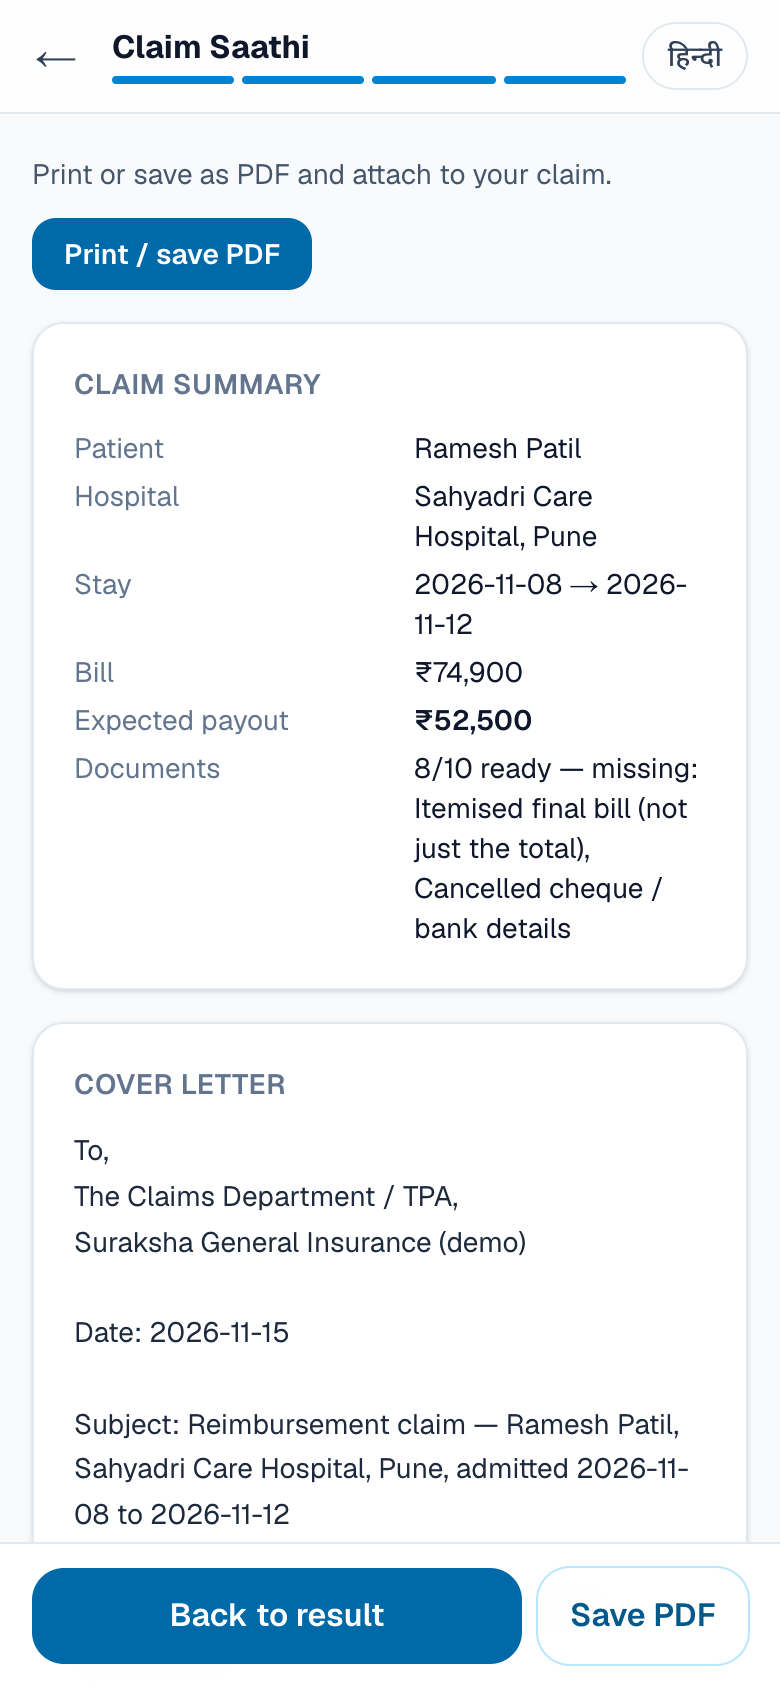 ←
Claim Saathi
हिन्दी
Print or save as PDF and attach to your claim.
Print / save PDF
CLAIM SUMMARY
Patient
Ramesh Patil
Hospital
Sahyadri Care
Hospital, Pune
Stay
2026-11-08 → 2026-
11-12
Bill
₹74,900
Expected payout
₹52,500
Documents
8/10 ready — missing:
Itemised final bill (not
just the total),
Cancelled cheque /
bank details
COVER LETTER
To,
The Claims Department / TPA,
Suraksha General Insurance (demo)
Date: 2026-11-15
Subject: Reimbursement claim — Ramesh Patil,
Sahyadri Care Hospital, Pune, admitted 2026-11-
08 to 2026-11-12
Back to result
Save PDF